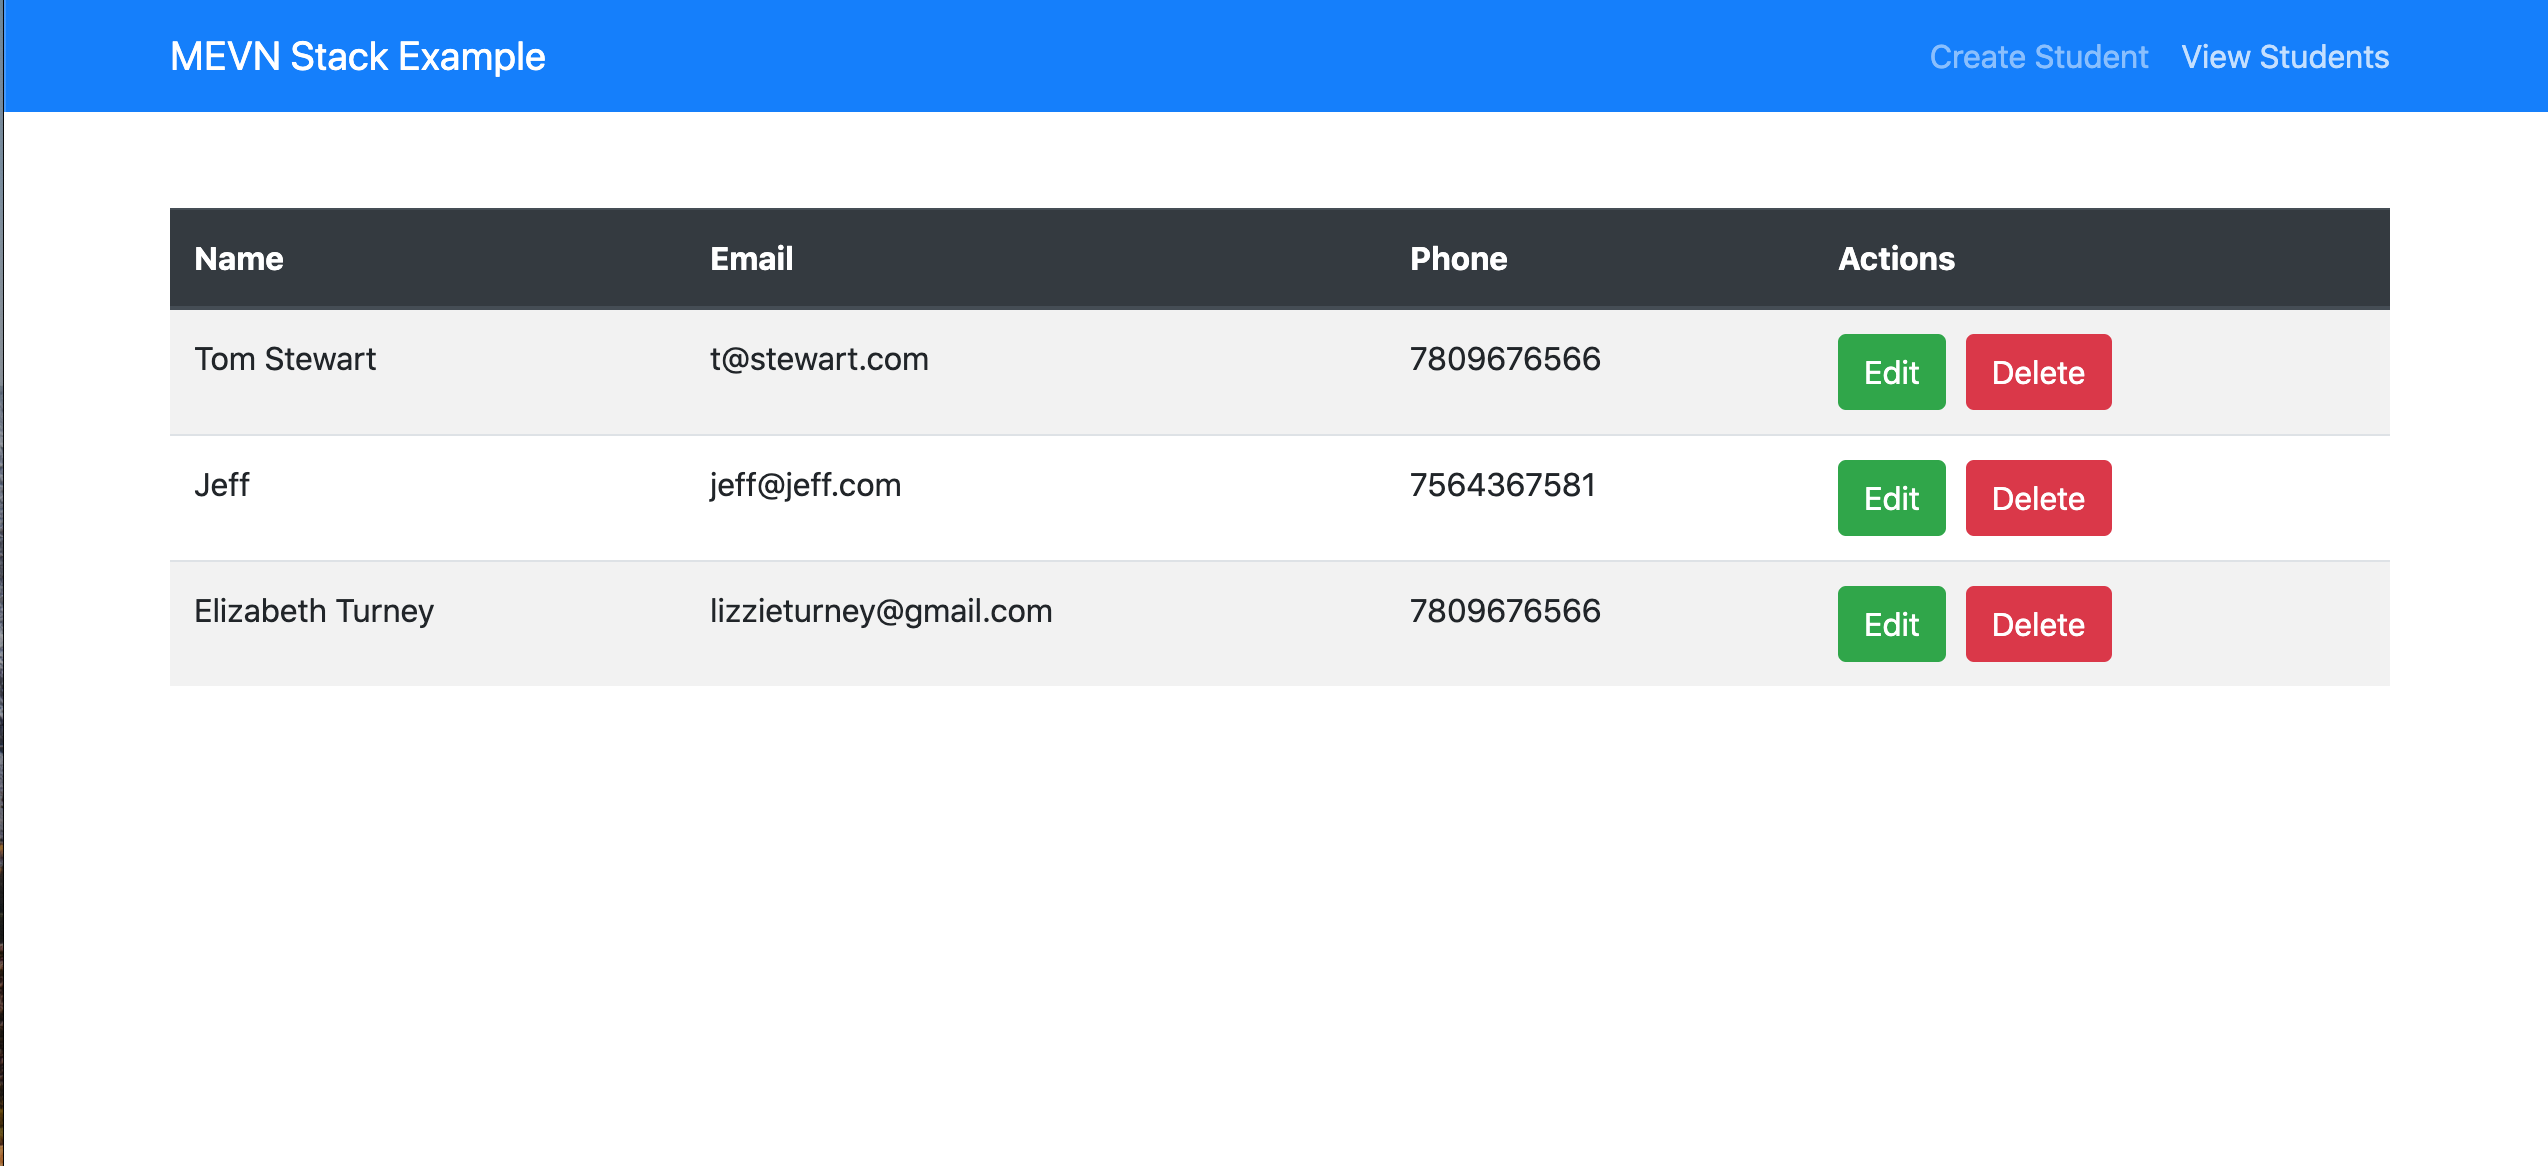 MEVN Stack Example Create Student View Students
Name Email Phone Actions
Tom Stewart t@stewart.com 7809676566 Edit Delete
Jeff jeff@jeff.com 7564367581 Edit Delete
Elizabeth Turney lizzieturney@gmail.com 7809676566 Edit Delete